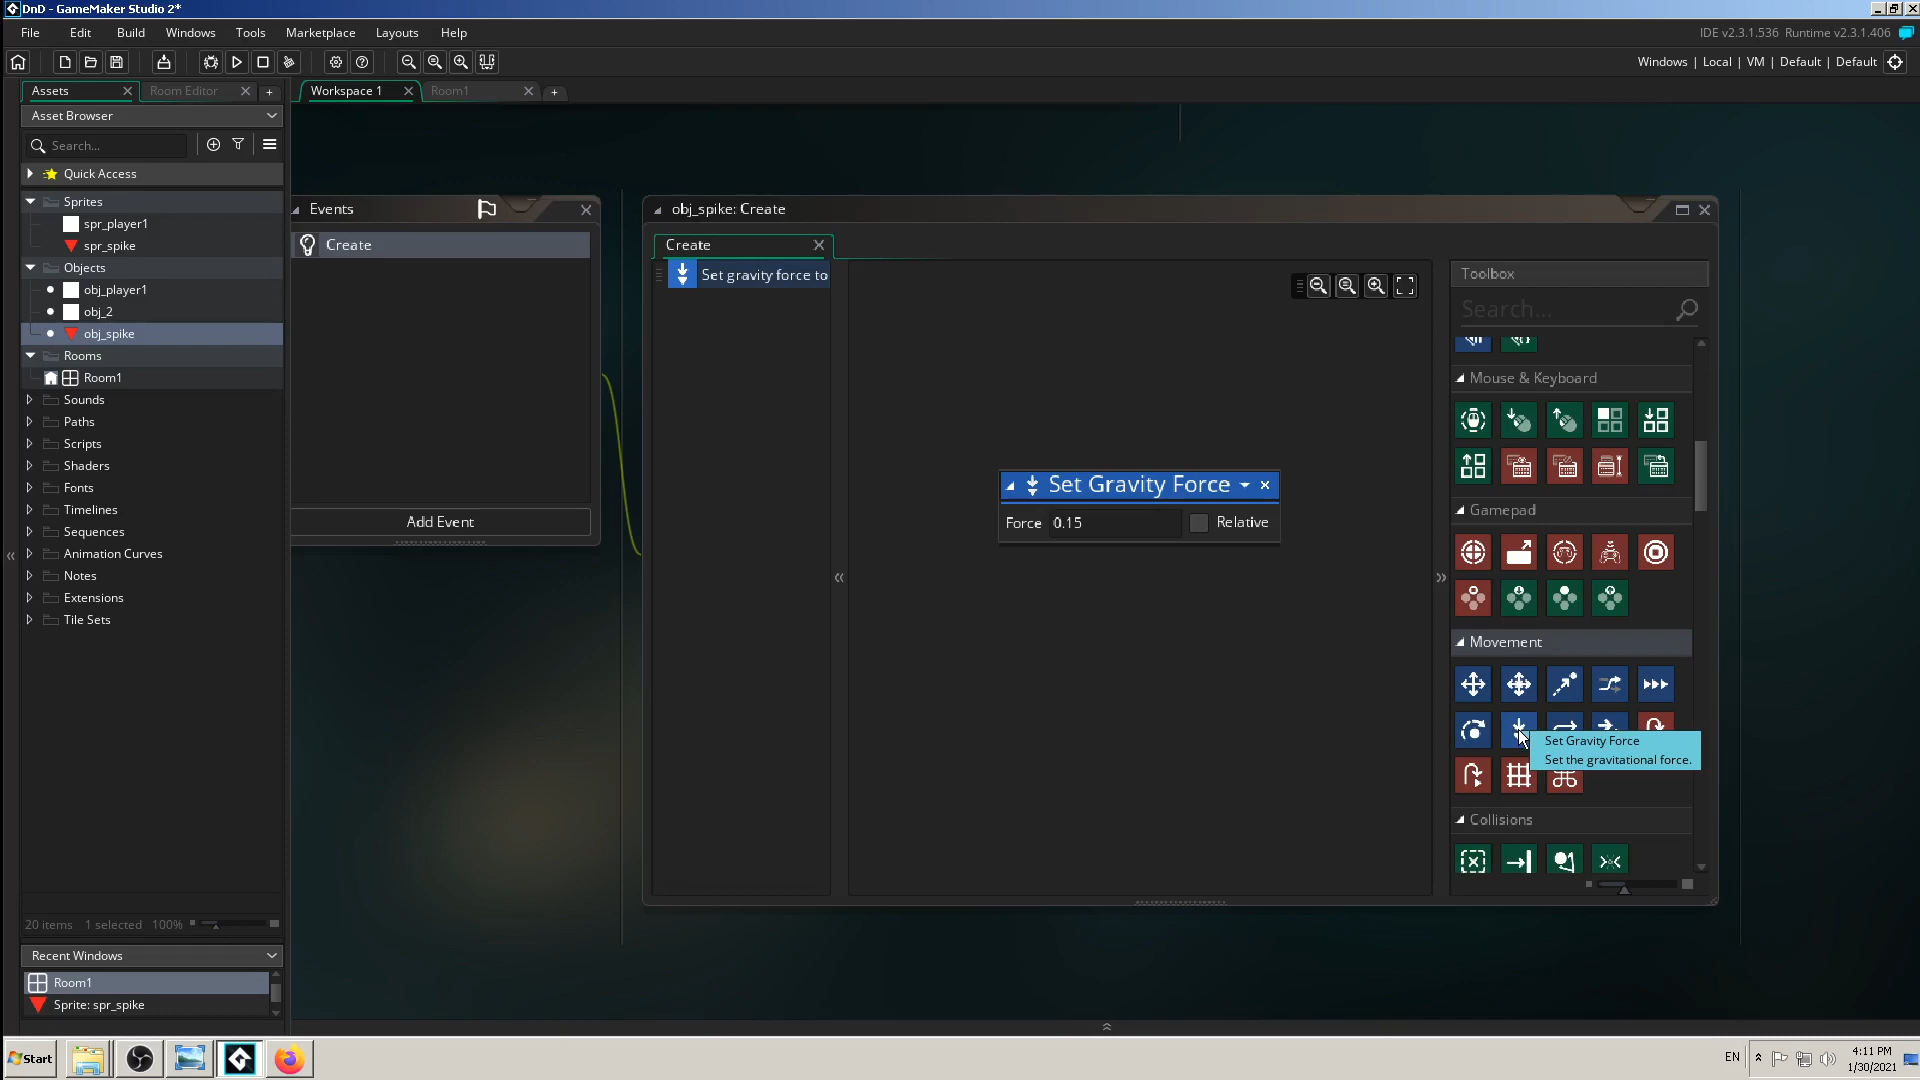 DnD - GameMaker Studio 2*
File Edit Build Windows Tools Marketplace Layouts Help
IDE v2.3.1.536 Runtime v2.3.1.406
Windows | Local | VM | Default | Default
Assets
Room Editor
Workspace 1
Room1
Asset Browser
Search...
Quick Access
Sprites
spr_player1
spr_spike
Objects
obj_player1
obj_2
obj_spike
Rooms
Room1
Sounds
Paths
Scripts
Shaders
Fonts
Timelines
Sequences
Animation Curves
Notes
Extensions
Tile Sets
20 items 1 selected 100%
Recent Windows
Room1
Sprite: spr_spike
Events
Create
Add Event
obj_spike: Create
Create
Set gravity force to
Set Gravity Force
Force 0.15 Relative
Toolbox
Search...
Mouse & Keyboard
Gamepad
Movement
Set Gravity Force
Set the gravitational force.
Collisions
Start
EN
4:11 PM
1/30/2021